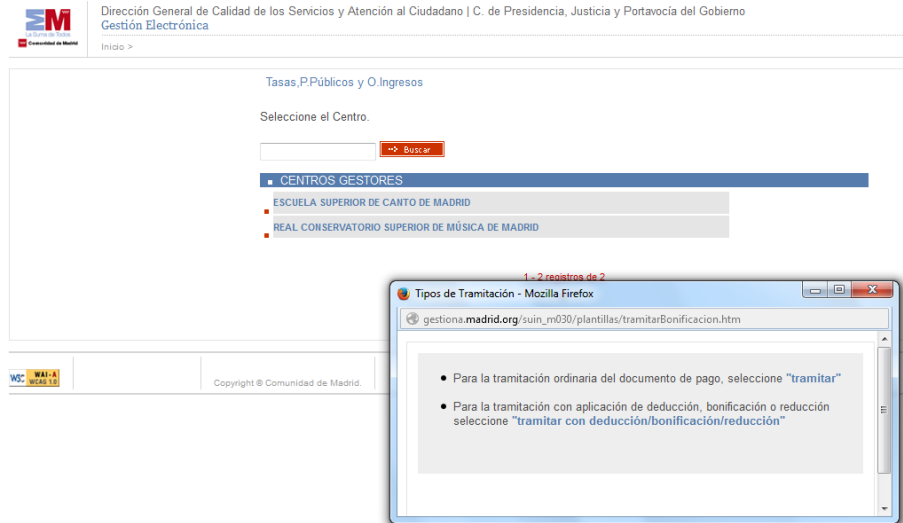 Dirección General de Calidad de los Servicios y Atención al Ciudadano | C. de Presidencia, Justicia y Portavocía del Gobierno
Gestión Electrónica
La Suma de Todos
Comunidad de Madrid
Inicio >
Tasas,P.Públicos y O.Ingresos
Seleccione el Centro.
Buscar
CENTROS GESTORES
ESCUELA SUPERIOR DE CANTO DE MADRID
REAL CONSERVATORIO SUPERIOR DE MÚSICA DE MADRID
1 - 2 registros de 2
Tipos de Tramitación - Mozilla Firefox
gestiona.madrid.org/suin_m030/plantillas/tramitarBonificacion.htm
Para la tramitación ordinaria del documento de pago, seleccione "tramitar"
Para la tramitación con aplicación de deducción, bonificación o reducción
seleccione "tramitar con deducción/bonificación/reducción"
W3C WAI-A
WCAG 1.0
Copyright © Comunidad de Madrid.